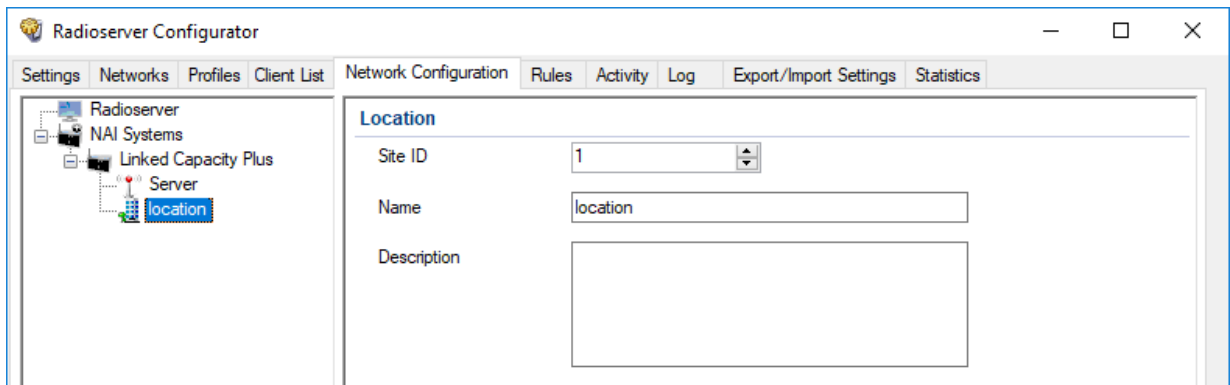 Radioserver Configurator
Settings Networks Profiles Client List Network Configuration Rules Activity Log Export/Import Settings Statistics
Radioserver
NAI Systems
Linked Capacity Plus
Server
location
Location
Site ID 1
Name location
Description